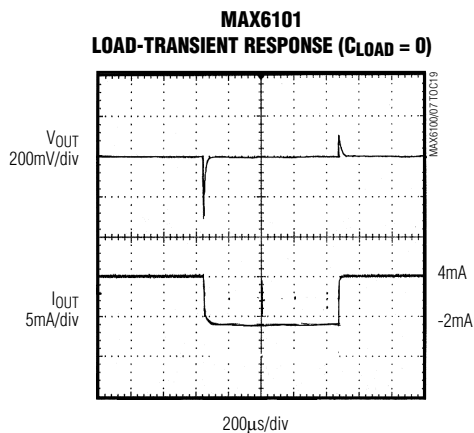 MAX6101
LOAD-TRANSIENT RESPONSE (CLOAD = 0)
MAX6100/07 TOC19
VOUT
200mV/div
4mA
IOUT
5mA/div
-2mA
200µs/div